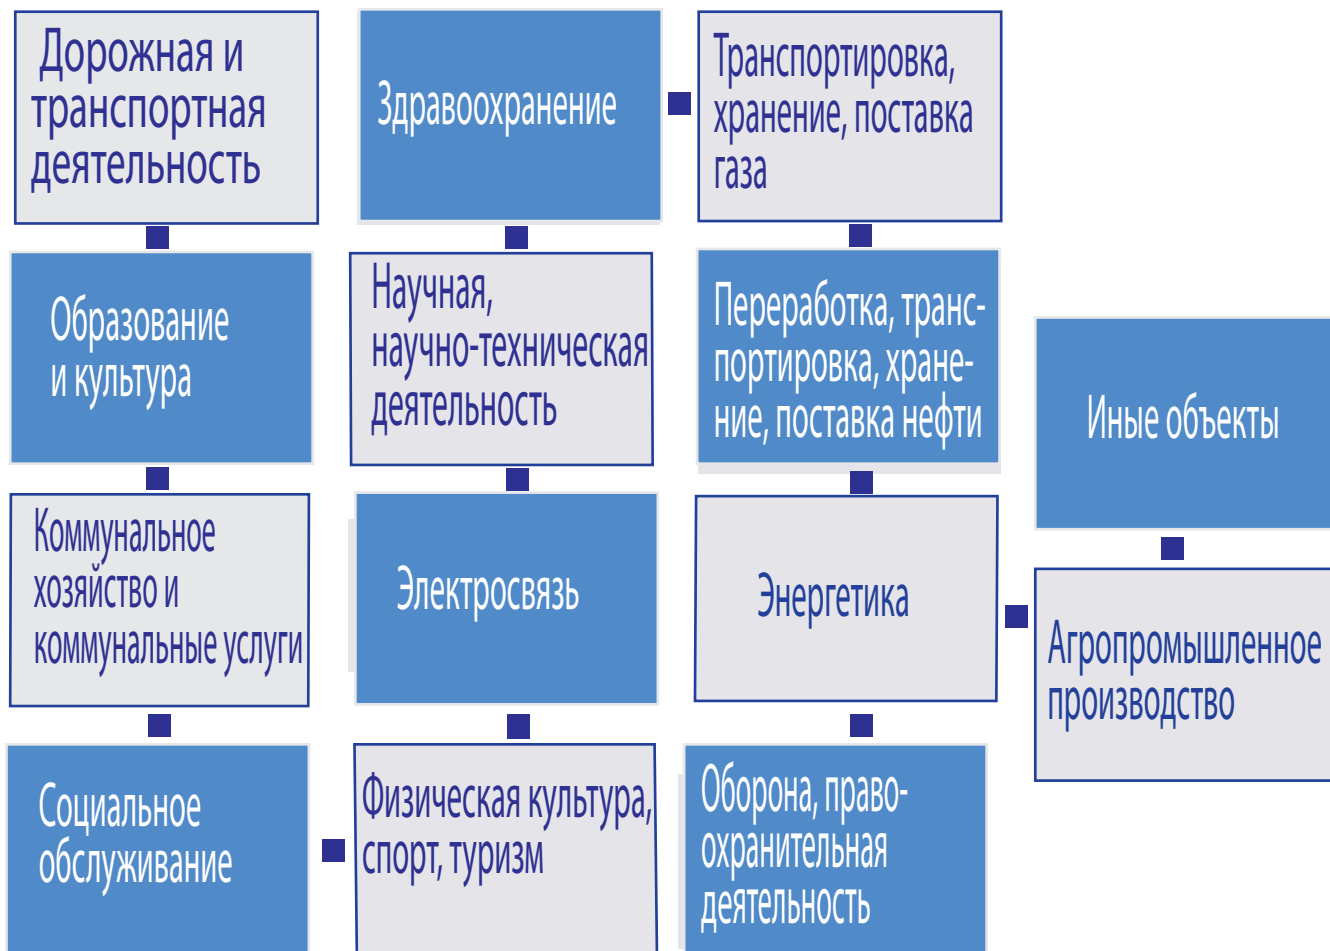 Дорожная и
транспортная
деятельность
Образование
и культура
Коммунальное
хозяйство и
коммунальные услуги
Социальное
обслуживание
Физическая культура,
спорт, туризм
Электросвязь
Научная,
научно-техническая
деятельность
Здравоохранение
Транспортировка,
хранение, поставка
газа
Переработка, транс-
портировка, хране-
ние, поставка нефти
Энергетика
Оборона, право-
охранительная
деятельность
Агропромышленное
производство
Иные объекты